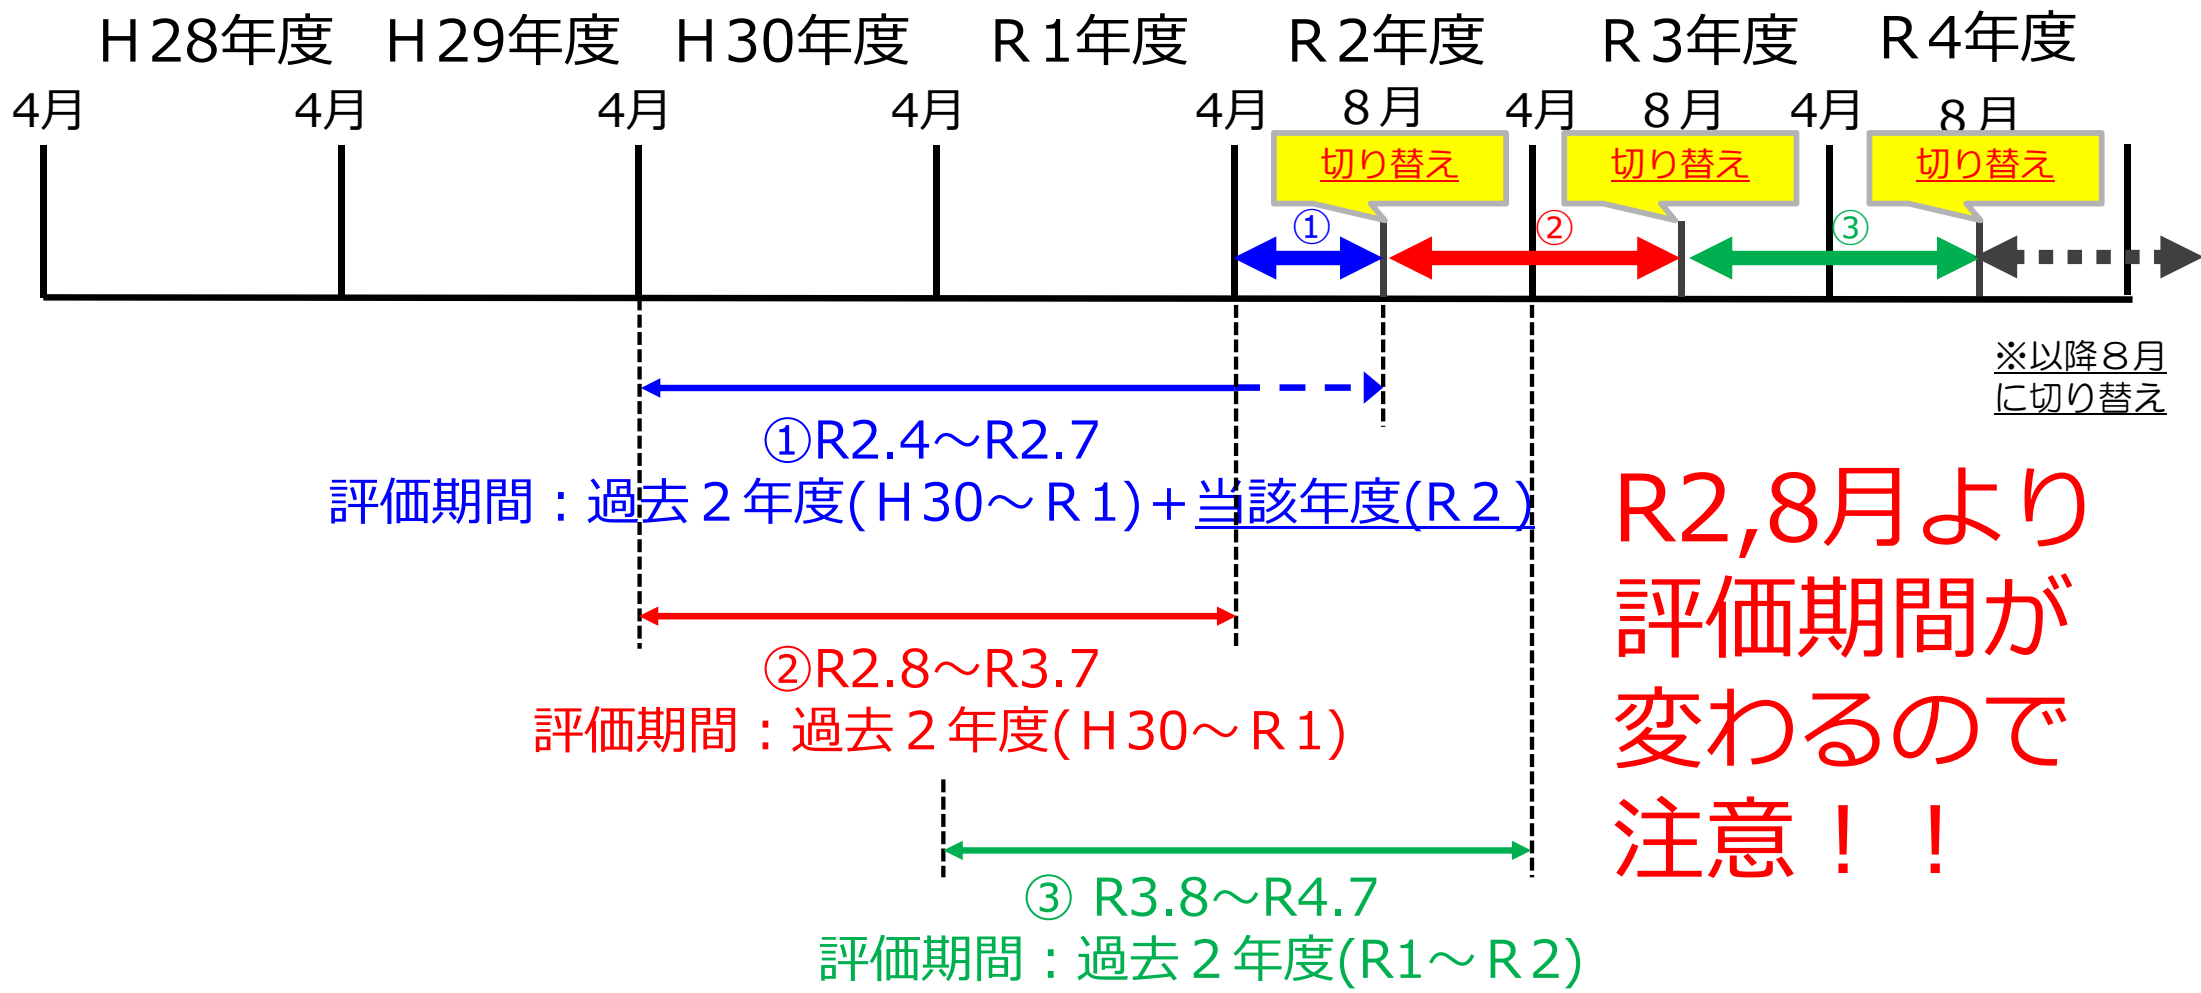 H28年度 H29年度 H30年度 R1年度 R2年度 R3年度 R4年度
4月 4月 4月 4月 4月 8月 4月 8月 4月 8月
切り替え 切り替え 切り替え
① ② ③
※以降8月
に切り替え
①R2.4～R2.7
評価期間：過去２年度(H30～R1)＋当該年度(R２)
②R2.8～R3.7
評価期間：過去２年度(H30～R1)
③ R3.8～R4.7
評価期間：過去２年度(R1～R2)
R2,8月より
評価期間が
変わるので
注意！！